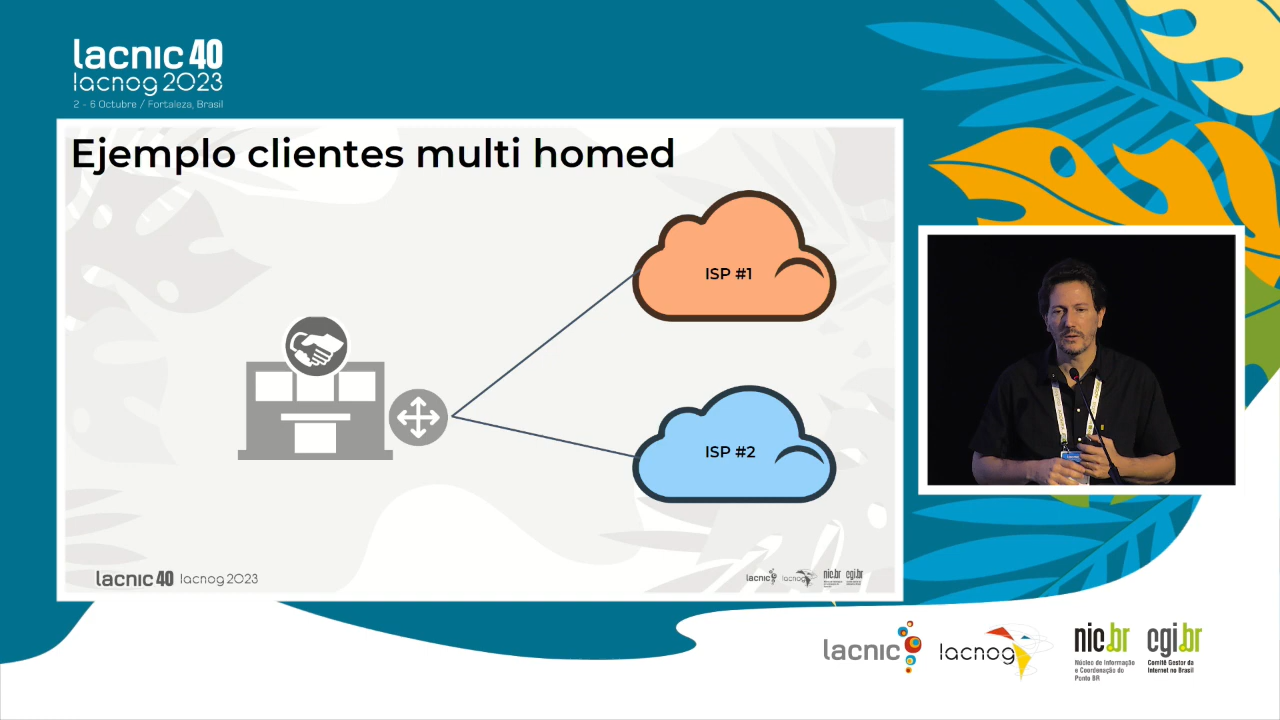 lacnic 40
lacnog 2023
2 - 6 Octubre / Fortaleza, Brasil
Ejemplo clientes multi homed
ISP #1
ISP #2
lacnic 40 lacnog 2023
lacnic lacnog nic.br cgi.br
lacnic lacnog nic.br cgi.br
Núcleo de Informação
e Coordenação do
Ponto BR
Comitê Gestor da
Internet no Brasil